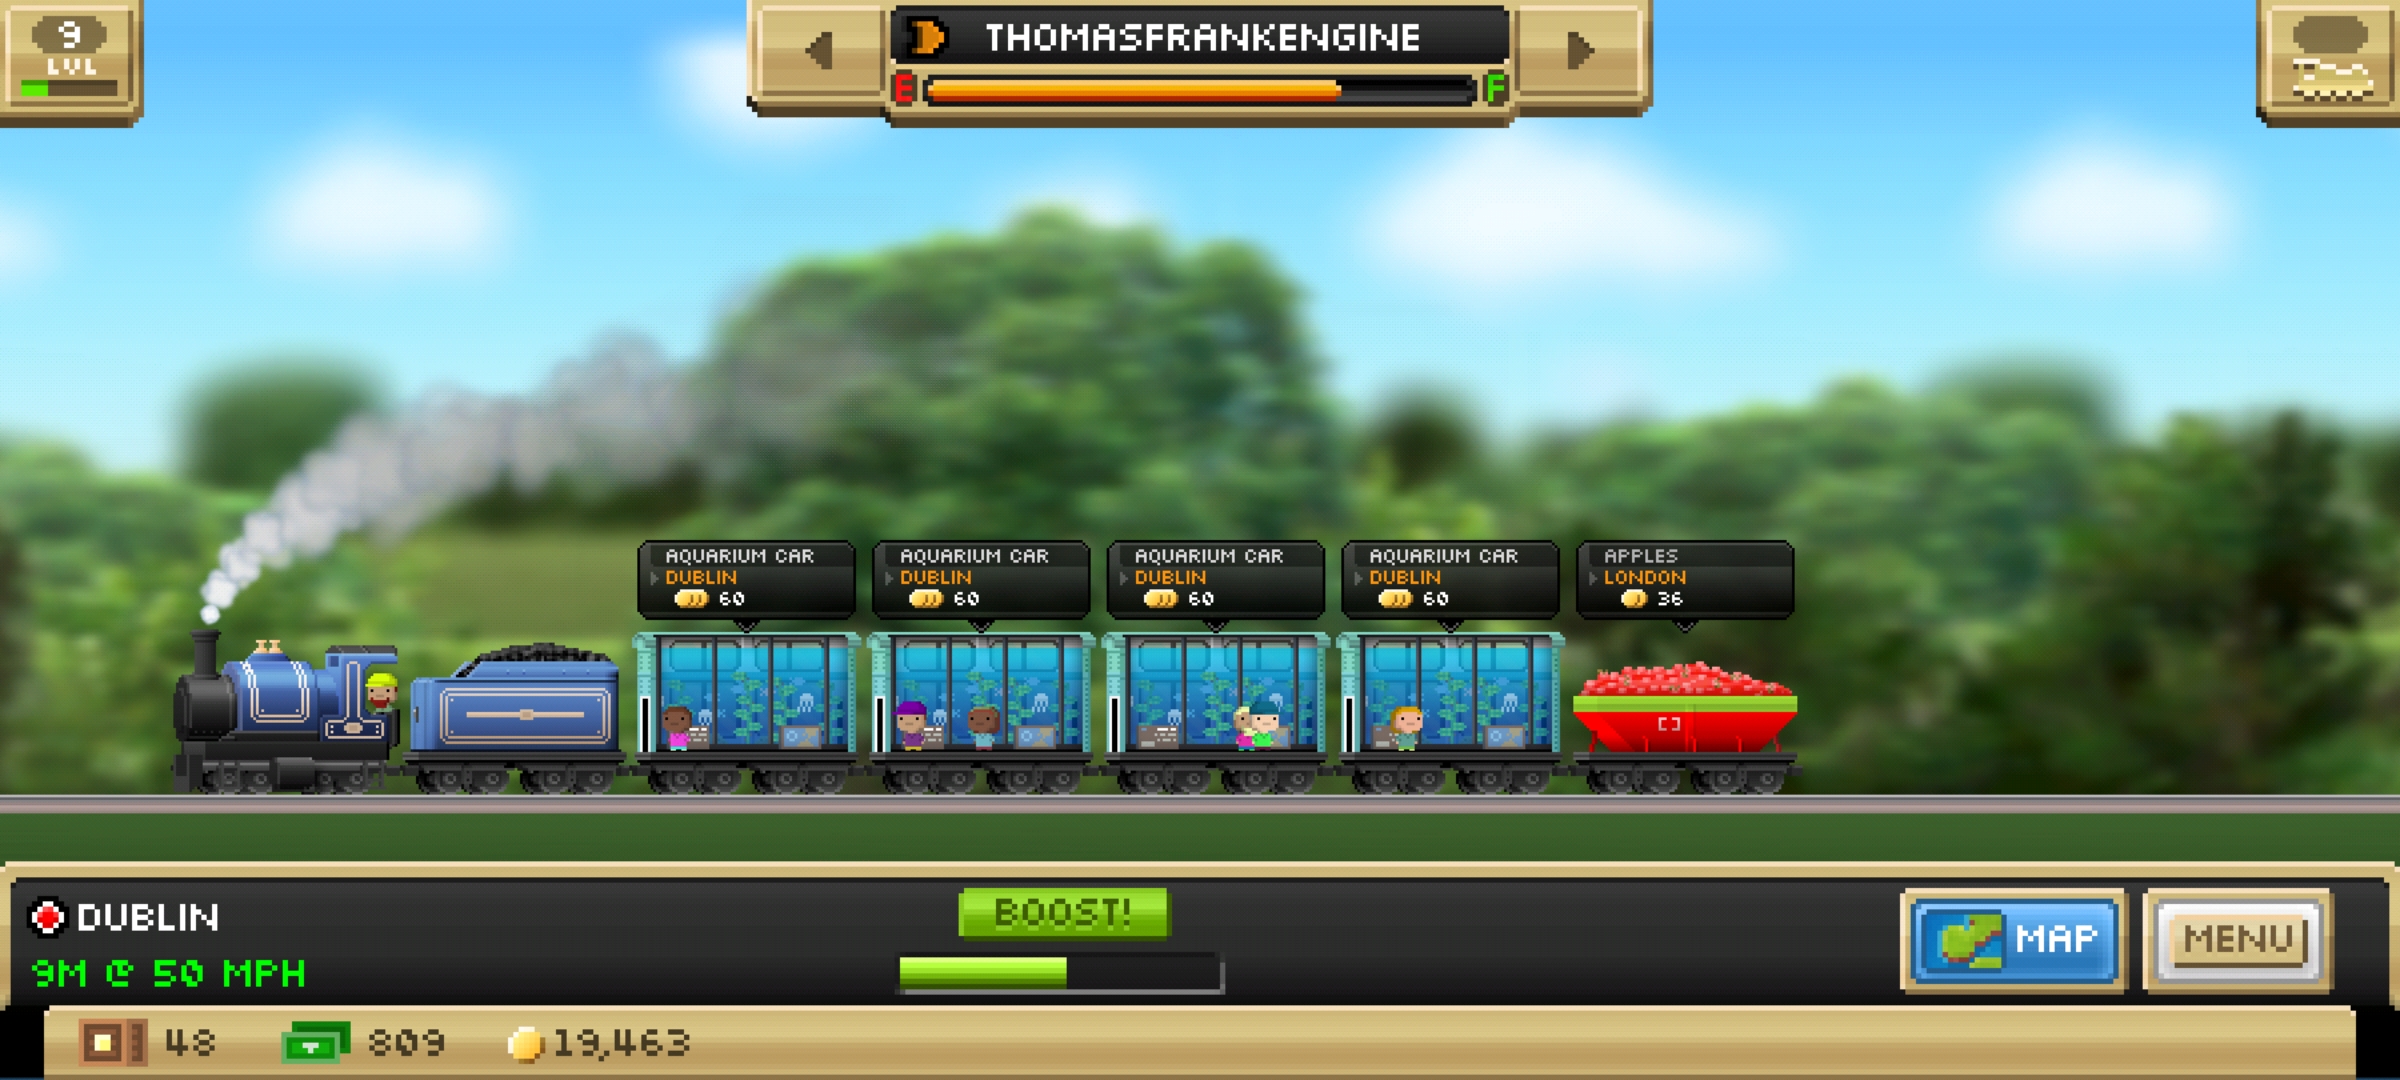 9
LVL
THOMASFRANKENGINE
E
F
AQUARIUM CAR
DUBLIN
60
AQUARIUM CAR
DUBLIN
60
AQUARIUM CAR
DUBLIN
60
AQUARIUM CAR
DUBLIN
60
APPLES
LONDON
36
DUBLIN
9M @ 50 MPH
BOOST!
MAP
MENU
48
809
19,463